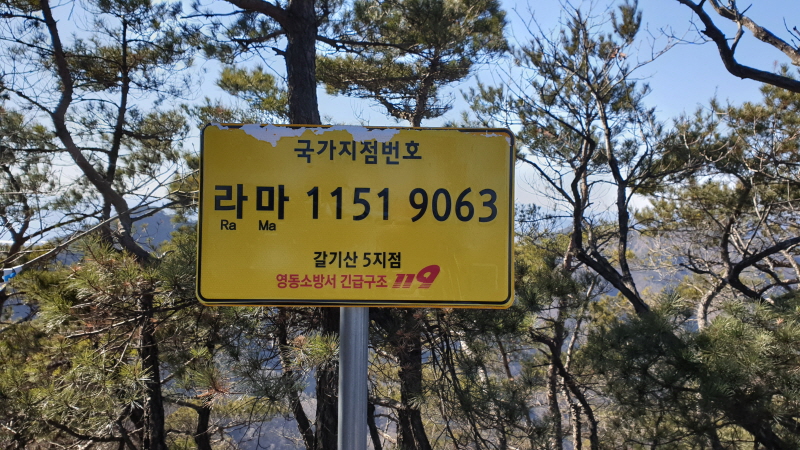 국가지점번호
라 마 1151 9063
Ra Ma
갈기산 5지점
영동소방서 긴급구조 119